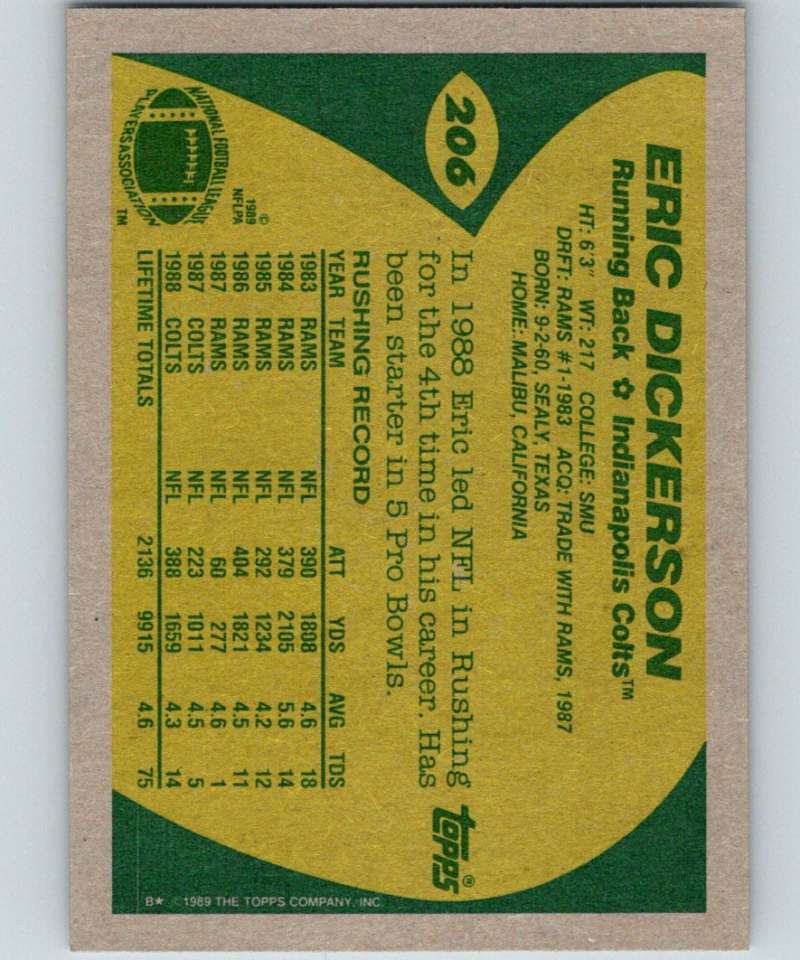 206
ERIC DICKERSON
Running Back ✿ Indianapolis Colts™
HT: 6'3" WT: 217 COLLEGE: SMU
DRFT: RAMS #1-1983 ACQ: TRADE WITH RAMS, 1987
BORN: 9-2-60, SEALY, TEXAS
HOME: MALIBU, CALIFORNIA
In 1988 Eric led NFL in Rushing
for the 4th time in his career. Has
been starter in 5 Pro Bowls.
topps®
NATIONAL FOOTBALL LEAGUE
PLAYERS ASSOCIATION
TM
©
1989
NFLPA
RUSHING RECORD
YEAR TEAM ATT YDS AVG TDS
1983 RAMS NFL 390 1808 4.6 18
1984 RAMS NFL 379 2105 5.6 14
1985 RAMS NFL 292 1234 4.2 12
1986 RAMS NFL 404 1821 4.5 11
1987 RAMS NFL 60 277 4.6 1
1987 COLTS NFL 223 1011 4.5 5
1988 COLTS NFL 388 1659 4.3 14
LIFETIME TOTALS 2136 9915 4.6 75
B★ ©1989 THE TOPPS COMPANY, INC.